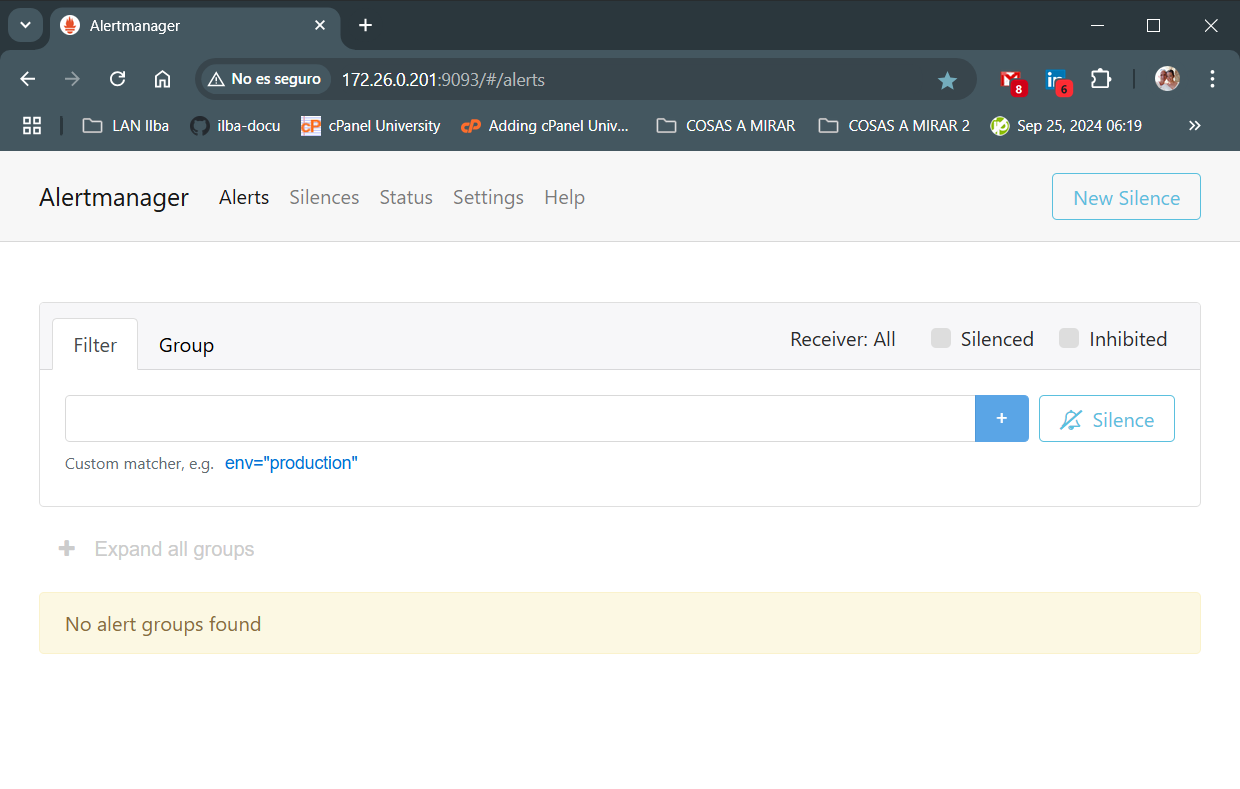 Alertmanager
No es seguro 172.26.0.201:9093/#/alerts 8 6
LAN Ilba ilba-docu cP cPanel University cP Adding cPanel Univ... COSAS A MIRAR COSAS A MIRAR 2 Sep 25, 2024 06:19
Alertmanager Alerts Silences Status Settings Help New Silence
Filter Group Receiver: All Silenced Inhibited
+ Silence
Custom matcher, e.g. env="production"
+ Expand all groups
No alert groups found